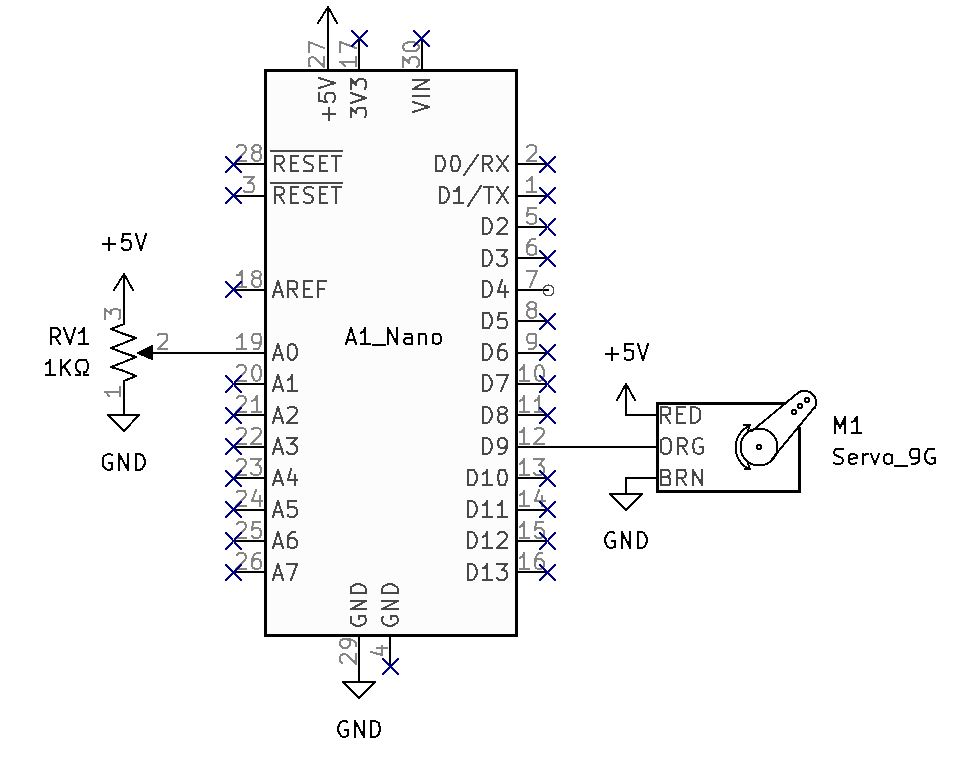 27
17
30
+5V
3V3
VIN
28
RESET
D0/RX
2
3
RESET
D1/TX
1
D2
5
D3
6
18
AREF
D4
7
D5
8
+5V
3
RV1
1KΩ
2
1
GND
19
A0
A1_Nano
D6
9
20
A1
D7
10
21
A2
D8
11
22
A3
D9
12
23
A4
D10
13
24
A5
D11
14
25
A6
D12
15
26
A7
D13
16
+5V
RED
ORG
BRN
GND
M1
Servo_9G
GND
GND
29
4
GND